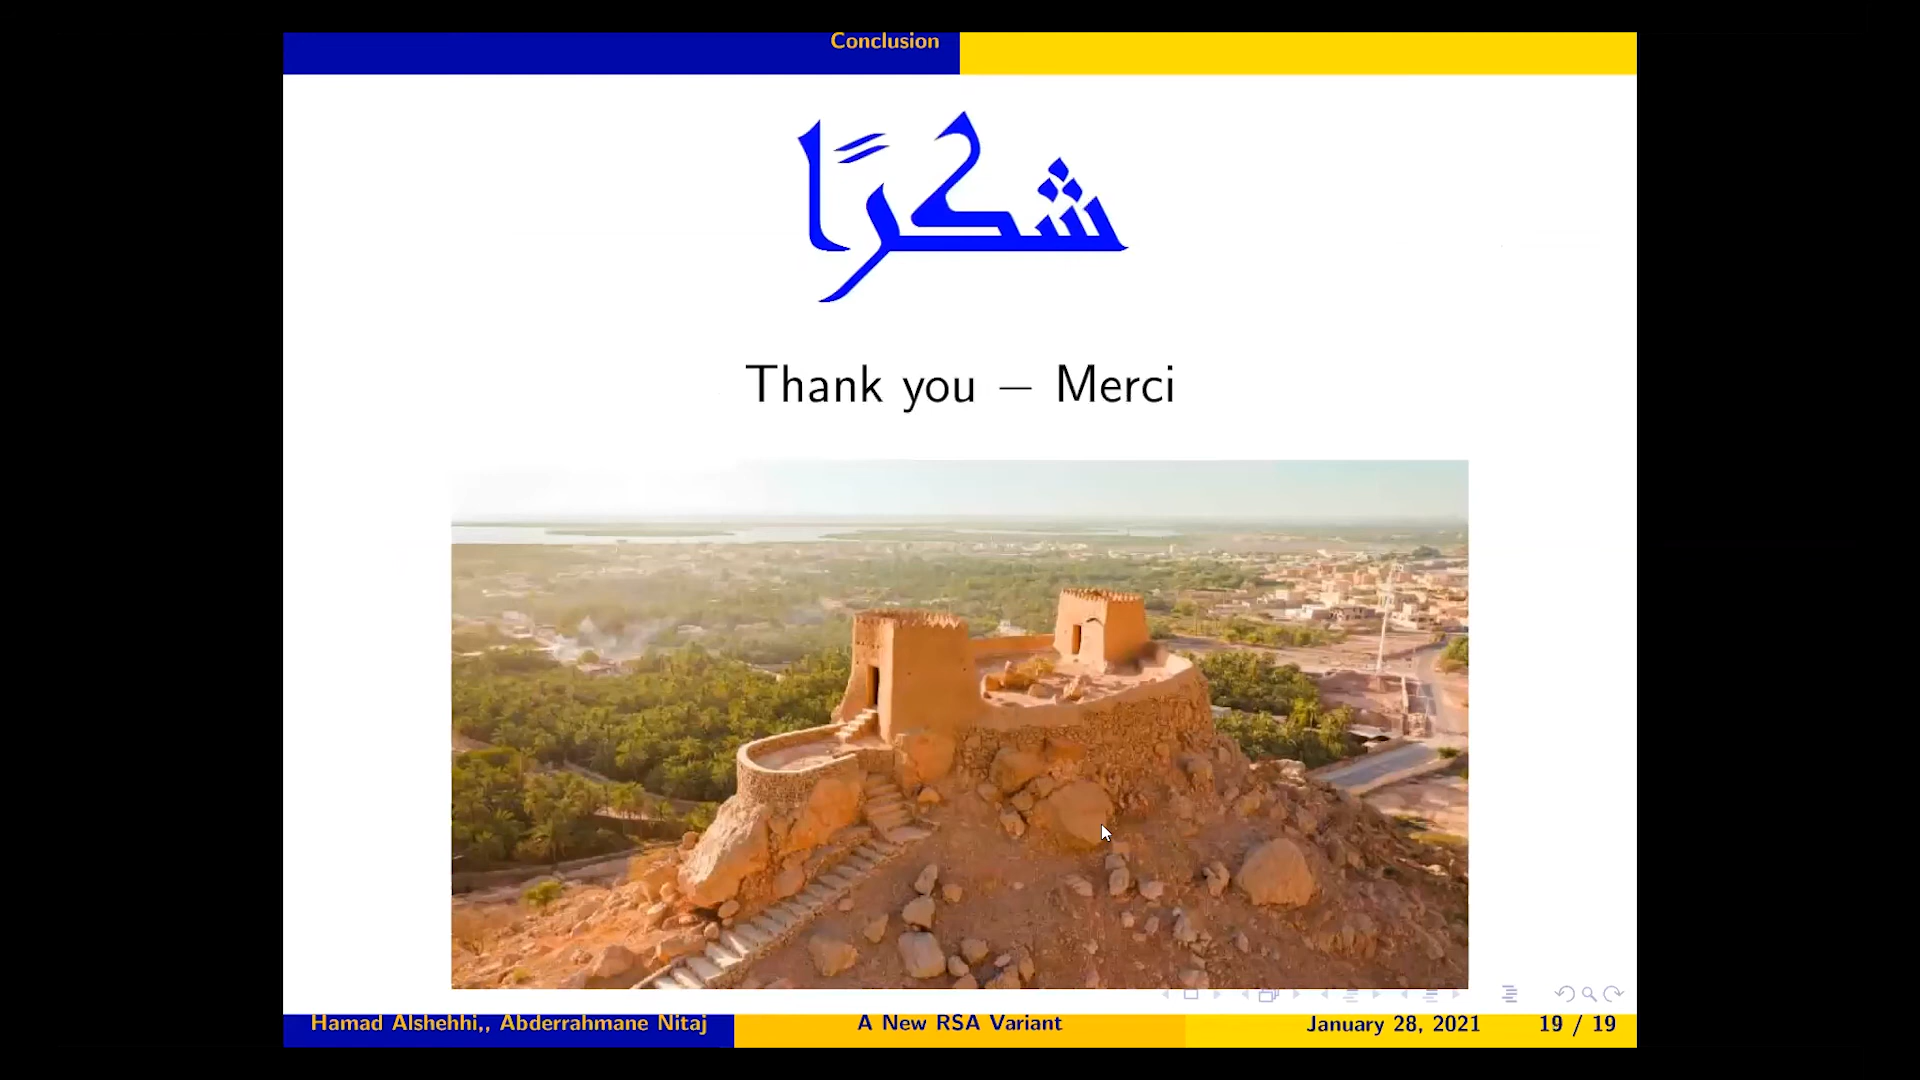 Conclusion
شكرًا
Thank you – Merci
Hamad Alshehhi,, Abderrahmane Nitaj
A New RSA Variant
January 28, 2021
19 / 19